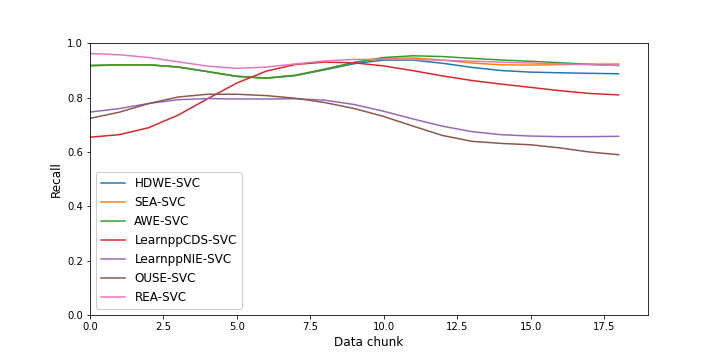 1.0
0.8
0.6
0.4
0.2
0.0
Recall
HDWE-SVC
SEA-SVC
AWE-SVC
LearnppCDS-SVC
LearnppNIE-SVC
OUSE-SVC
REA-SVC
0.0 2.5 5.0 7.5 10.0 12.5 15.0 17.5
Data chunk